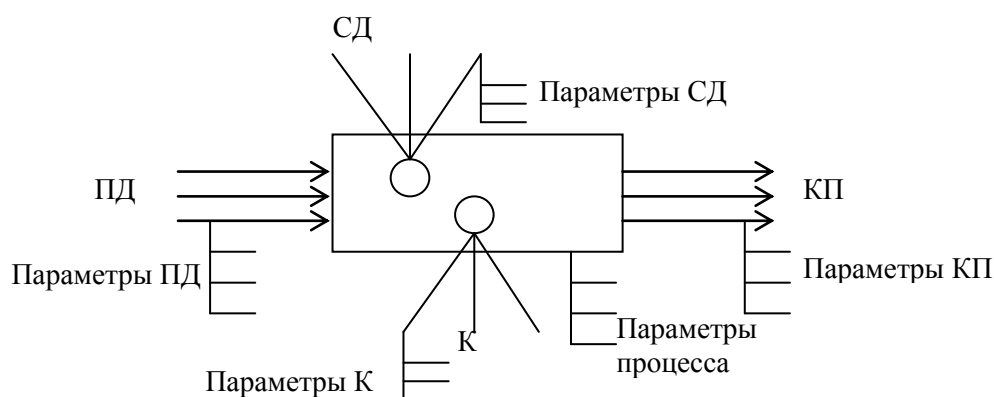 СД
Параметры СД
ПД
КП
Параметры ПД
Параметры КП
К
Параметры
процесса
Параметры К